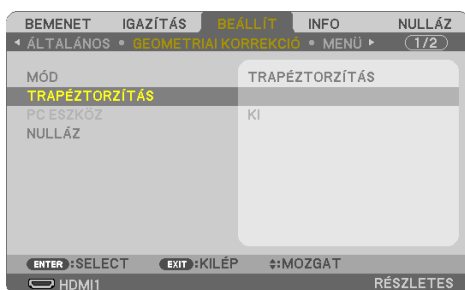 BEMENET IGAZÍTÁS BEÁLLÍT INFO NULLÁZ
ÁLTALÁNOS • GEOMETRIAI KORREKCIÓ • MENÜ 1/2
MÓD TRAPÉZTORZÍTÁS
TRAPÉZTORZÍTÁS
PC ESZKÖZ KI
NULLÁZ
ENTER :SELECT EXIT :KILÉP :MOZGAT
HDMI1 RÉSZLETES